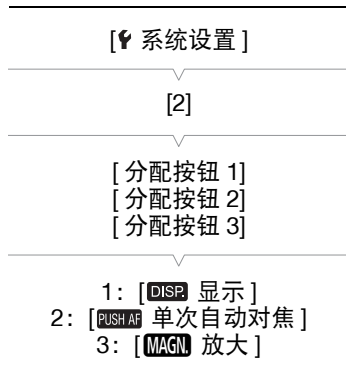 [ 系统设置 ]
[2]
[ 分配按钮 1]
[ 分配按钮 2]
[ 分配按钮 3]
1: [DISP. 显示 ]
2: [PUSH AF 单次自动对焦 ]
3: [MAGN. 放大 ]